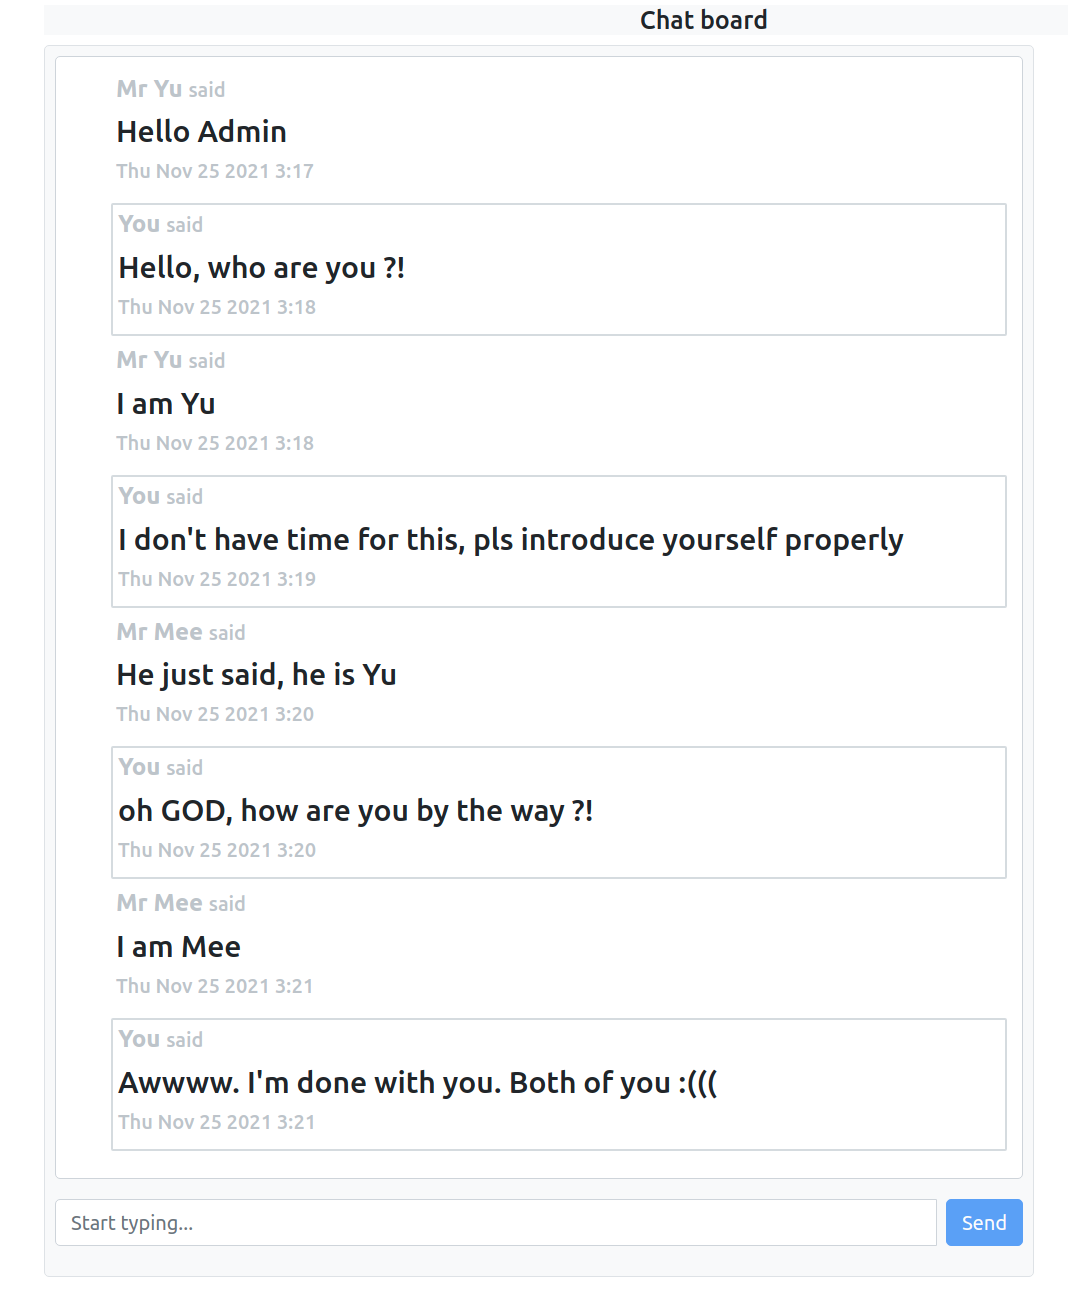 Chat board
Mr Yu said
Hello Admin
Thu Nov 25 2021 3:17
You said
Hello, who are you ?!
Thu Nov 25 2021 3:18
Mr Yu said
I am Yu
Thu Nov 25 2021 3:18
You said
I don't have time for this, pls introduce yourself properly
Thu Nov 25 2021 3:19
Mr Mee said
He just said, he is Yu
Thu Nov 25 2021 3:20
You said
oh GOD, how are you by the way ?!
Thu Nov 25 2021 3:20
Mr Mee said
I am Mee
Thu Nov 25 2021 3:21
You said
Awwww. I'm done with you. Both of you :(((
Thu Nov 25 2021 3:21
Start typing... Send